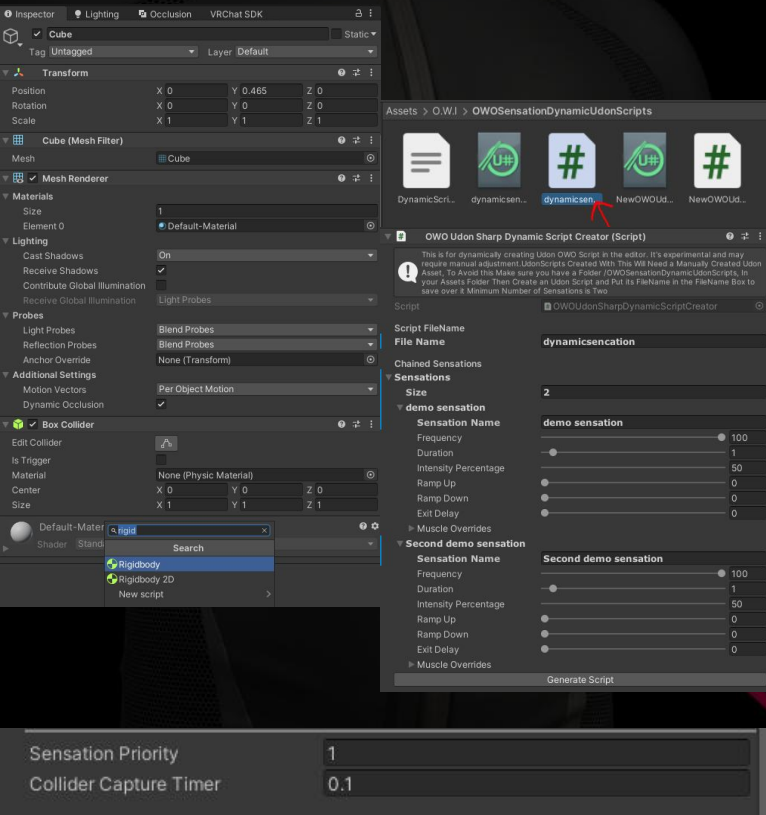 Inspector Lighting Occlusion VRChat SDK
Cube Static
Tag Untagged Layer Default
Transform
Position X 0 Y 0.465 Z 0
Rotation X 0 Y 0 Z 0
Scale X 1 Y 1 Z 1
Cube (Mesh Filter)
Mesh Cube
Mesh Renderer
Materials
Size 1
Element 0 Default-Material
Lighting
Cast Shadows On
Receive Shadows
Contribute Global Illumination
Receive Global Illumination Light Probes
Probes
Light Probes Blend Probes
Reflection Probes Blend Probes
Anchor Override None (Transform)
Additional Settings
Motion Vectors Per Object Motion
Dynamic Occlusion
Box Collider
Edit Collider
Is Trigger
Material None (Physic Material)
Center X 0 Y 0 Z 0
Size X 1 Y 1 Z 1
Default-Mater
Shader Stand
rigid
Search
Rigidbody
Rigidbody 2D
New script
Assets > O.W.I > OWOSensationDynamicUdonScripts
U# # U# #
DynamicScri... dynamicsen... dynamicsen... NewOWOUd... NewOWOUd...
# OWO Udon Sharp Dynamic Script Creator (Script)
This is for dynamically creating Udon OWO Script in the editor. It's experimental and may
require manual adjustment.UdonScripts Created With This Will Need a Manually Created Udon
Asset, To Avoid this Make sure you have a Folder /OWOSensationDynamicUdonScripts, In
your Assets Folder Then Create an Udon Script and Put its FileName in the FileName Box to
save over it Minimum Number of Sensations is Two
Script OWOUdonSharpDynamicScriptCreator
Script FileName
File Name dynamicsencation
Chained Sensations
Sensations
Size 2
demo sensation
Sensation Name demo sensation
Frequency 100
Duration 1
Intensity Percentage 50
Ramp Up 0
Ramp Down 0
Exit Delay 0
Muscle Overrides
Second demo sensation
Sensation Name Second demo sensation
Frequency 100
Duration 1
Intensity Percentage 50
Ramp Up 0
Ramp Down 0
Exit Delay 0
Muscle Overrides
Generate Script
Sensation Priority 1
Collider Capture Timer 0.1